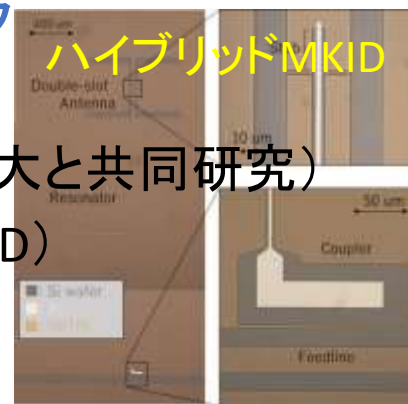 ク
ハイブリッドMKID
400 um
Double-slot
Antenna
10 um
大と共同研究）
Resonator
D）
50 um
Coupler
Si wafer
Feedline